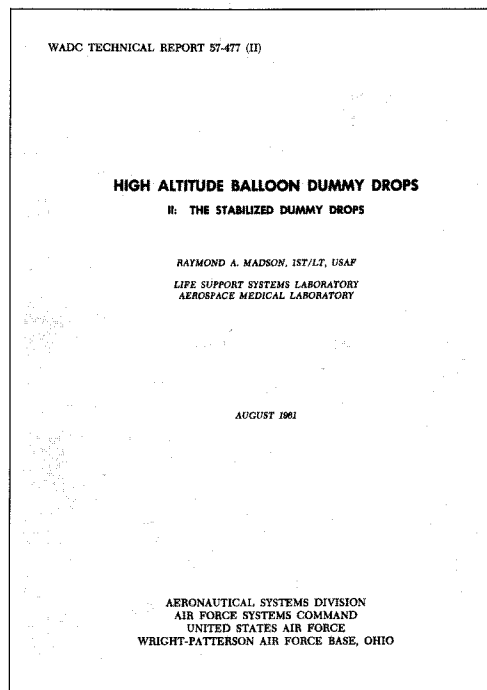 WADC TECHNICAL REPORT 57-477 (II)
HIGH ALTITUDE BALLOON DUMMY DROPS
II: THE STABILIZED DUMMY DROPS
RAYMOND A. MADSON, 1ST/LT, USAF
LIFE SUPPORT SYSTEMS LABORATORY
AEROSPACE MEDICAL LABORATORY
AUGUST 1961
AERONAUTICAL SYSTEMS DIVISION
AIR FORCE SYSTEMS COMMAND
UNITED STATES AIR FORCE
WRIGHT-PATTERSON AIR FORCE BASE, OHIO